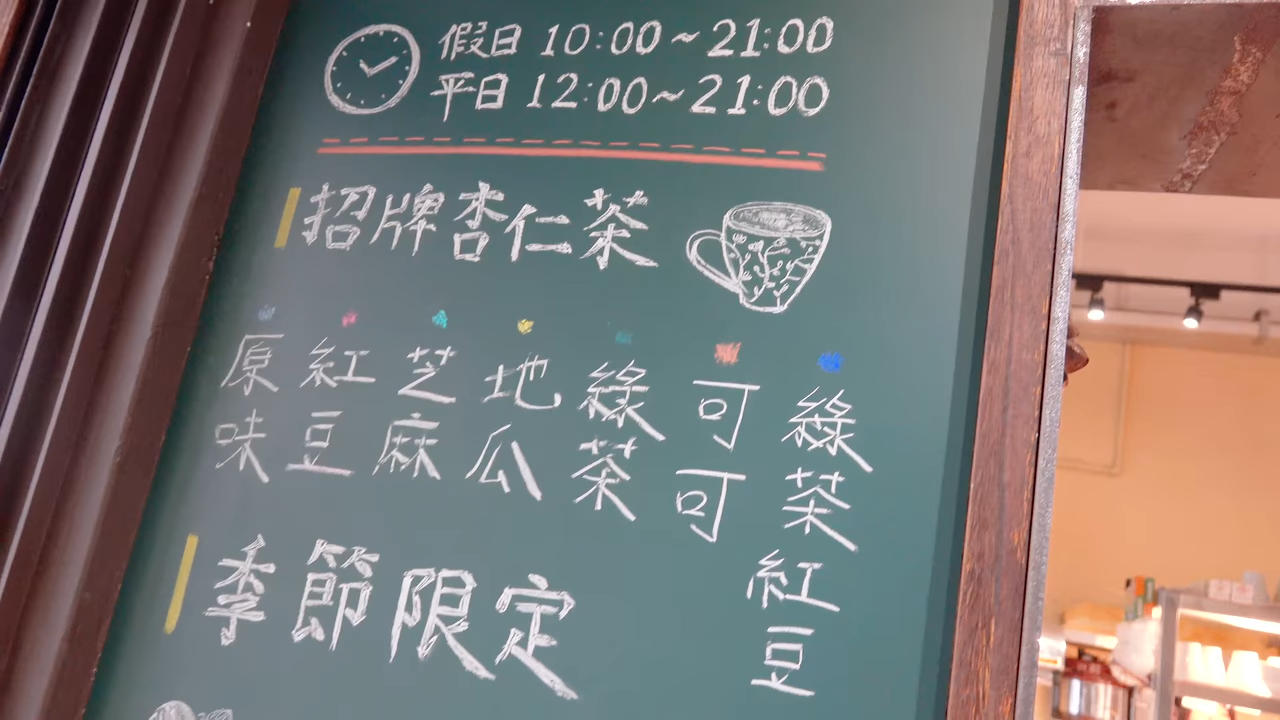 假日 10:00~21:00
平日 12:00~21:00
招牌杏仁茶
原味
紅豆
芝麻
地瓜
綠茶
可可
綠茶紅豆
季節限定